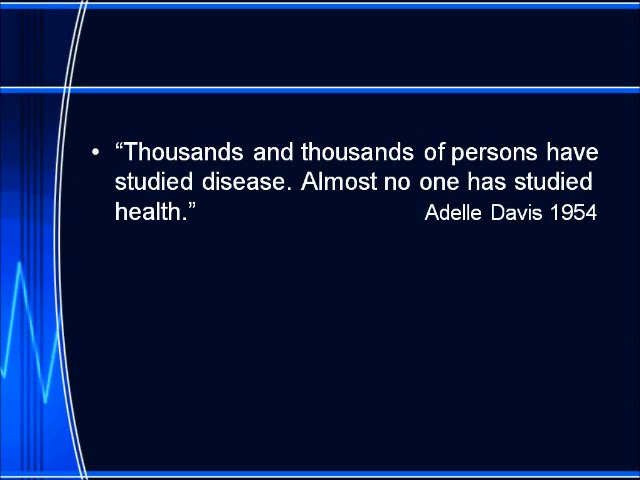 • “Thousands and thousands of persons have
studied disease. Almost no one has studied
health.” Adelle Davis 1954